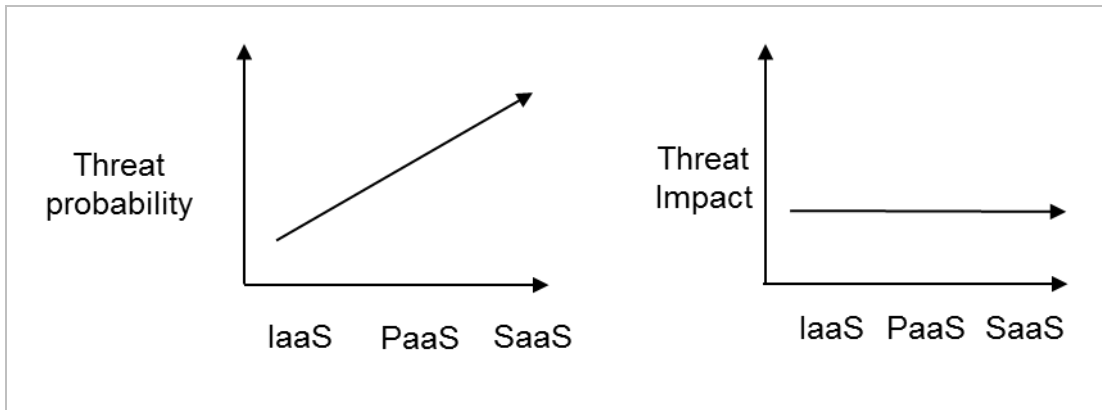 Threat
probability
IaaS PaaS SaaS
Threat
Impact
IaaS PaaS SaaS